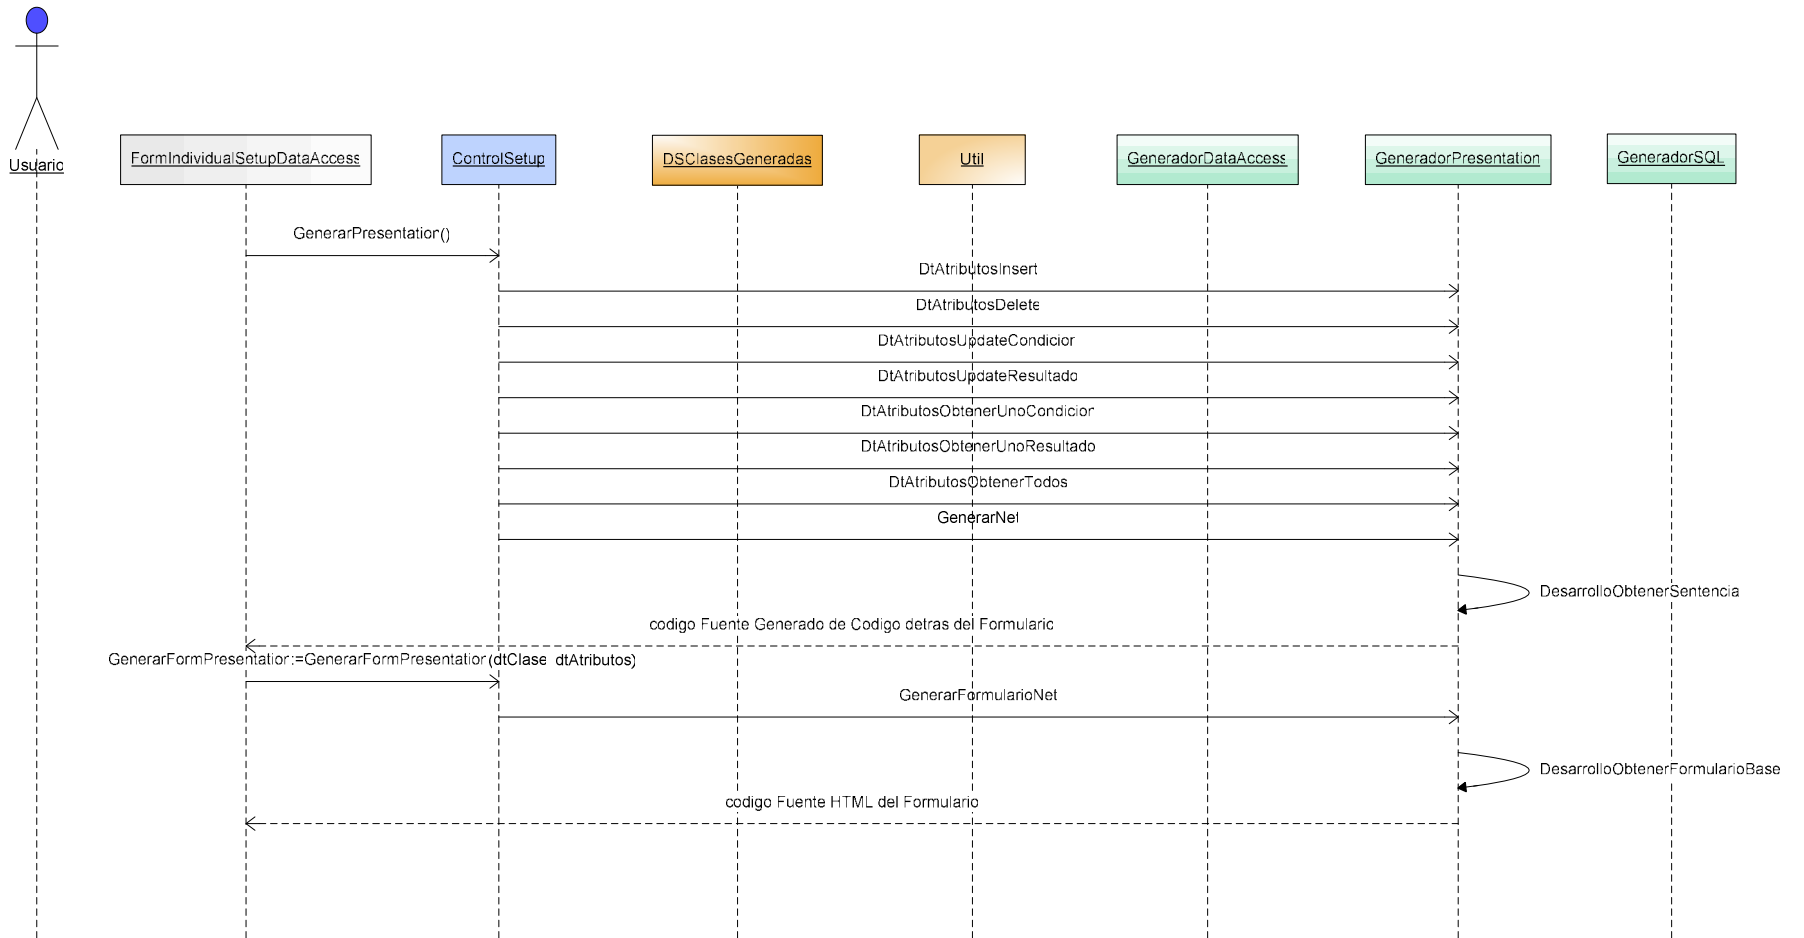 Usuario
FormIndividualSetupDataAccess
ControlSetup
DSClasesGeneradas
Util
GeneradorDataAccess
GeneradorPresentation
GeneradorSQL
GenerarPresentation()
DtAtributosInsert
DtAtributosDelete
DtAtributosUpdateCondicion
DtAtributosUpdateResultado
DtAtributosObtenerUnoCondicion
DtAtributosObtenerUnoResultado
DtAtributosObtenerTodos
GenerarNet
DesarrolloObtenerSentencia
codigo Fuente Generado de Codigo detras del Formulario
GenerarFormPresentation:=GenerarFormPresentation(dtClase dtAtributos)
GenerarFormularioNet
DesarrolloObtenerFormularioBase
codigo Fuente HTML del Formulario